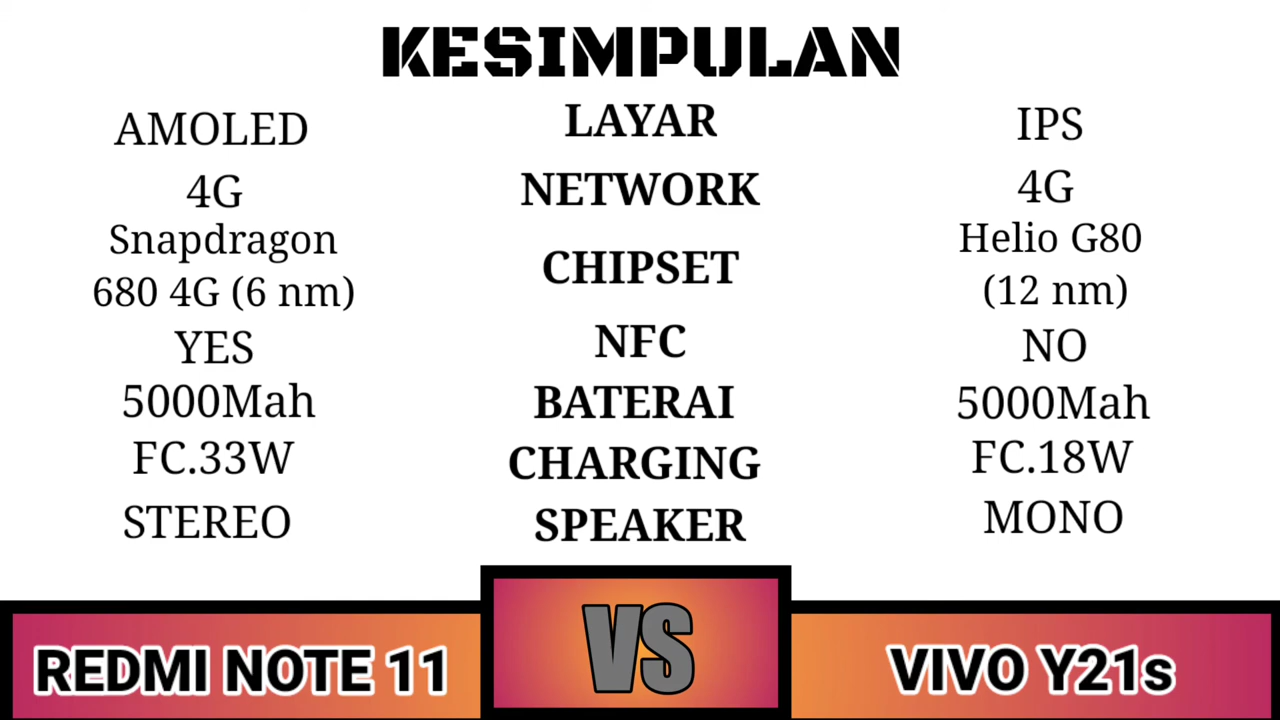 KESIMPULAN
AMOLED LAYAR IPS
4G NETWORK 4G
Snapdragon Helio G80
680 4G (6 nm) CHIPSET (12 nm)
YES NFC NO
5000Mah BATERAI 5000Mah
FC.33W CHARGING FC.18W
STEREO SPEAKER MONO
REDMI NOTE 11 VS VIVO Y21s